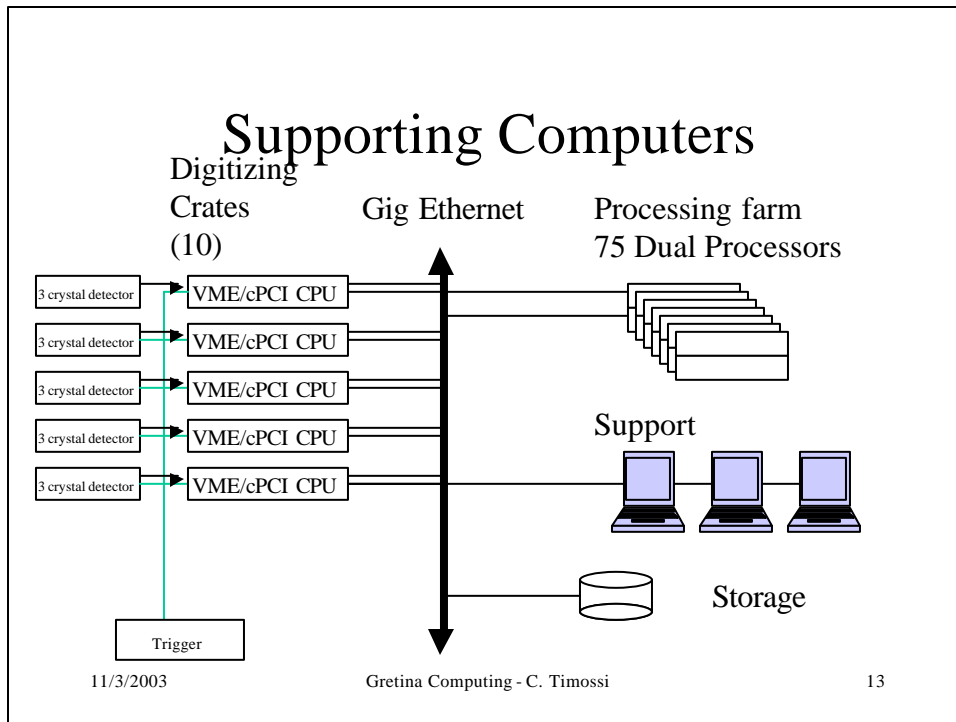 Supporting Computers
Digitizing
Crates
(10)
Gig Ethernet
Processing farm
75 Dual Processors
3 crystal detector
VME/cPCI CPU
3 crystal detector
VME/cPCI CPU
3 crystal detector
VME/cPCI CPU
3 crystal detector
VME/cPCI CPU
3 crystal detector
VME/cPCI CPU
Support
Storage
Trigger
11/3/2003
Gretina Computing - C. Timossi
13